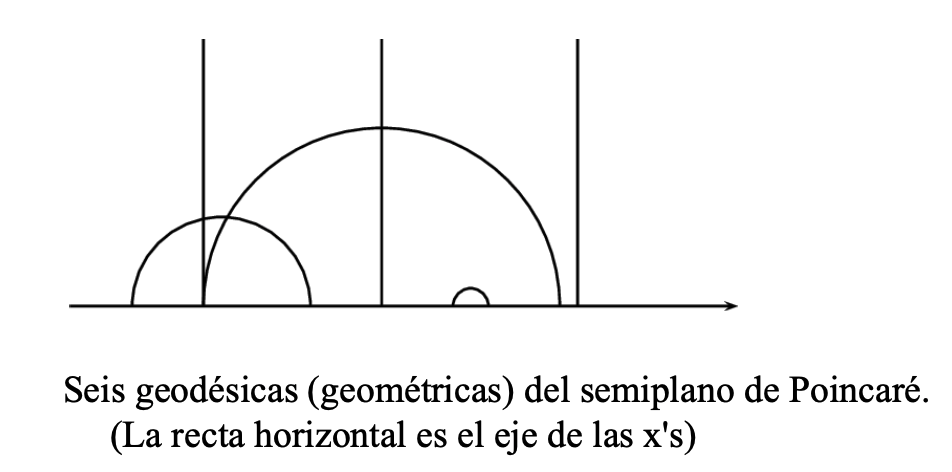 Seis geodésicas (geométricas) del semiplano de Poincaré.
(La recta horizontal es el eje de las x's)